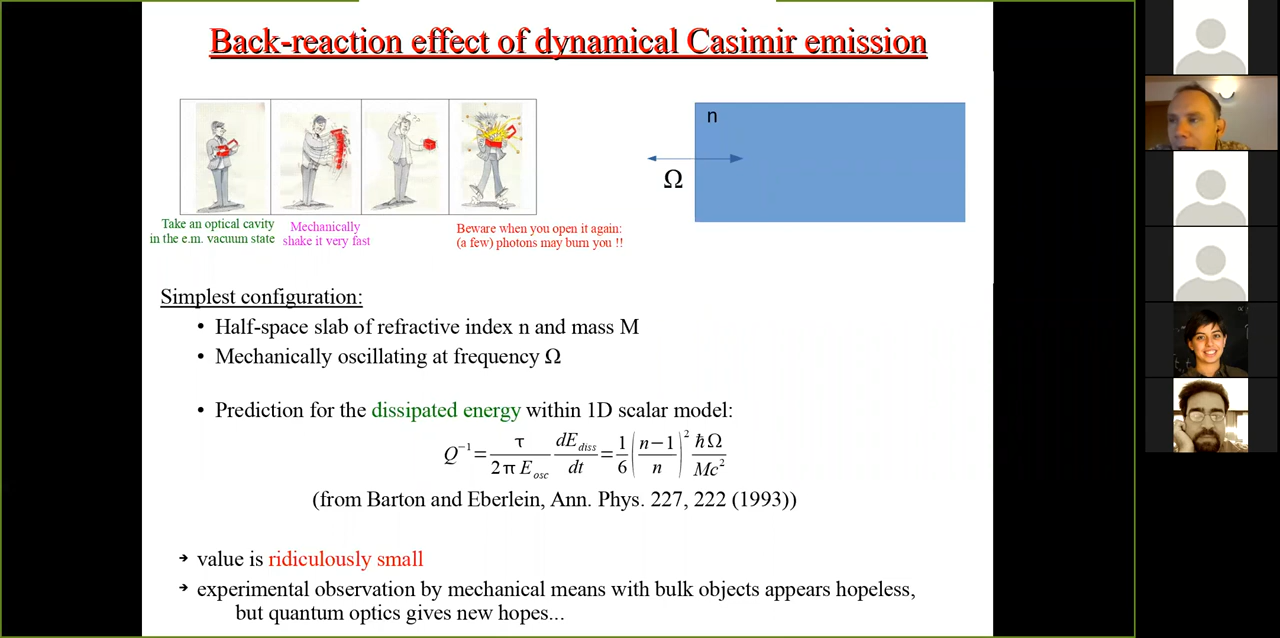 Back-reaction effect of dynamical Casimir emission
Take an optical cavity
in the e.m. vacuum state
Mechanically
shake it very fast
Beware when you open it again:
(a few) photons may burn you !!
n
Ω
Simplest configuration:
• Half-space slab of refractive index n and mass M
• Mechanically oscillating at frequency Ω
• Prediction for the dissipated energy within 1D scalar model:
Q⁻¹ = τ/(2π E_osc) dE_diss/dt = 1/6 ((n−1)/n)² ħΩ/(Mc²)
(from Barton and Eberlein, Ann. Phys. 227, 222 (1993))
➔ value is ridiculously small
➔ experimental observation by mechanical means with bulk objects appears hopeless,
but quantum optics gives new hopes...